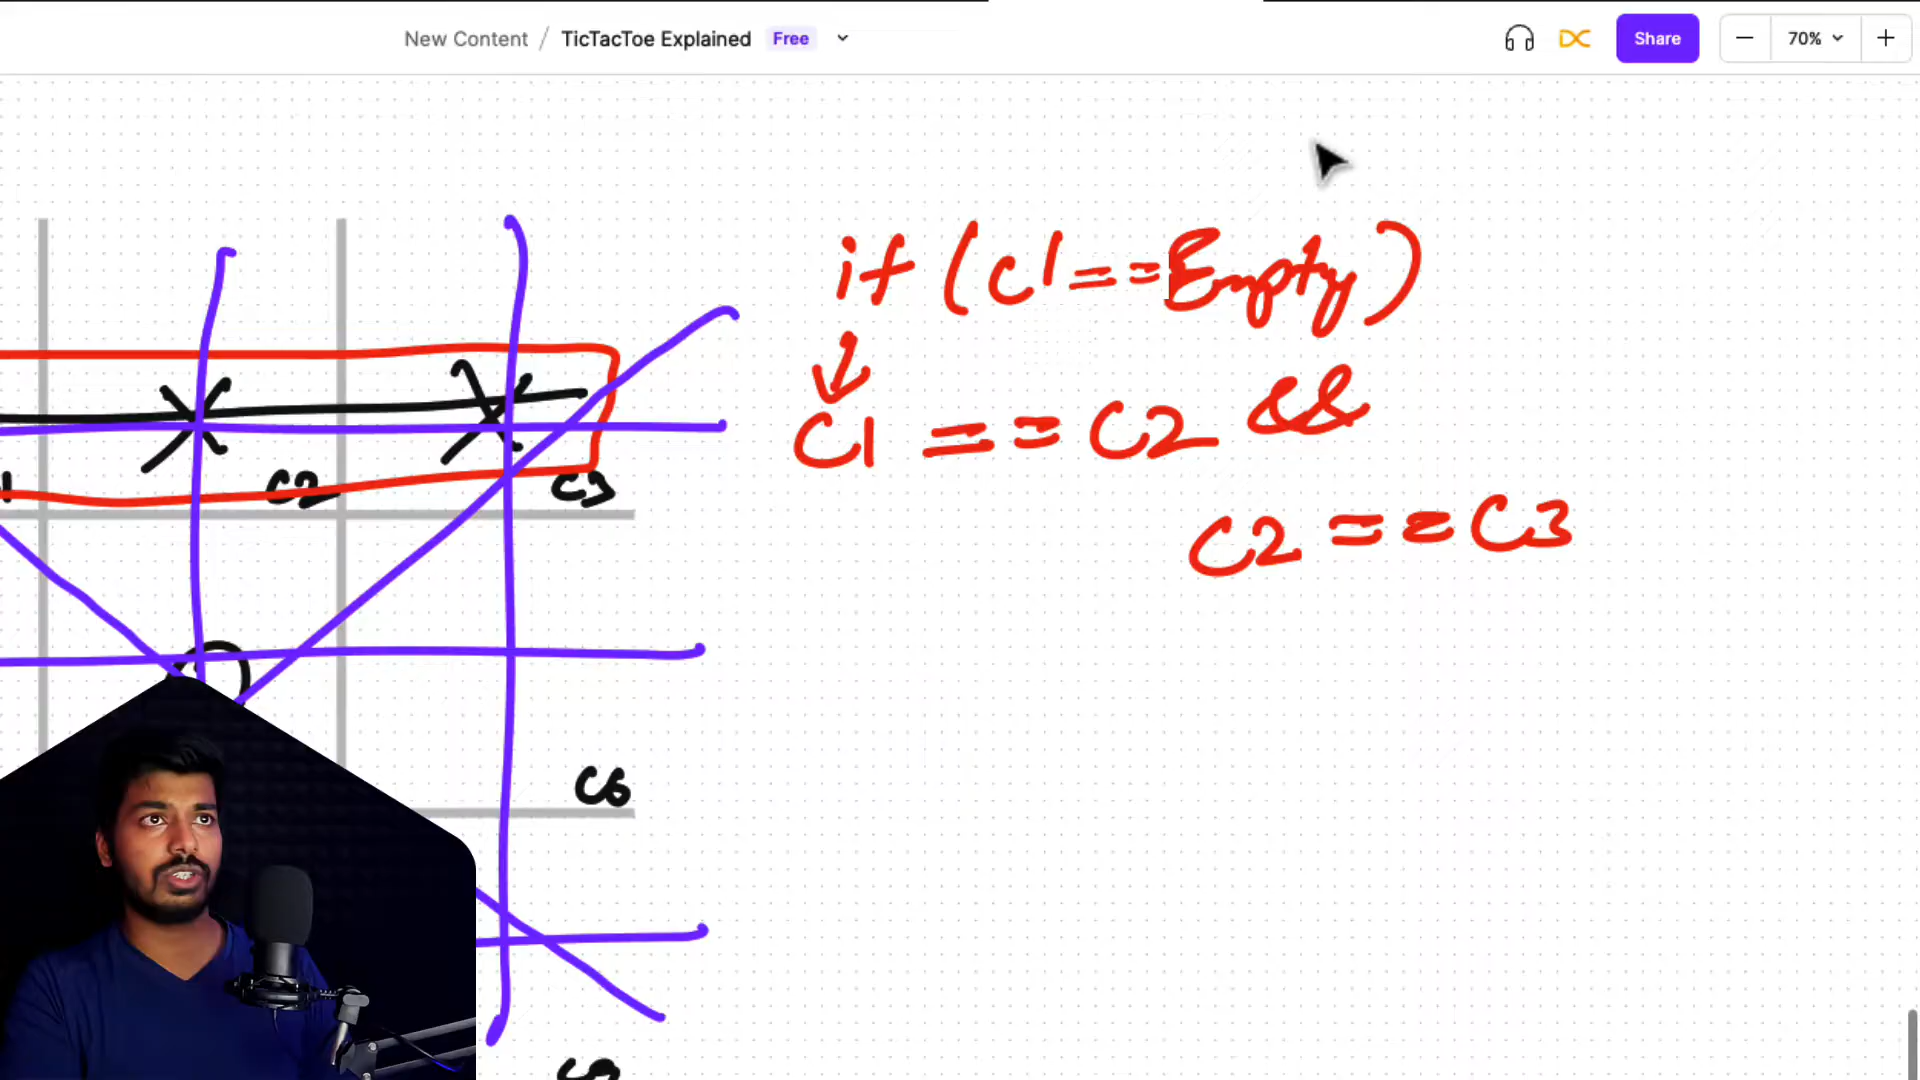 New Content / TicTacToe Explained Free
Share
70%
if (C1==Empty)
C1 == C2 &&
C2 == C3
C2
C3
C6